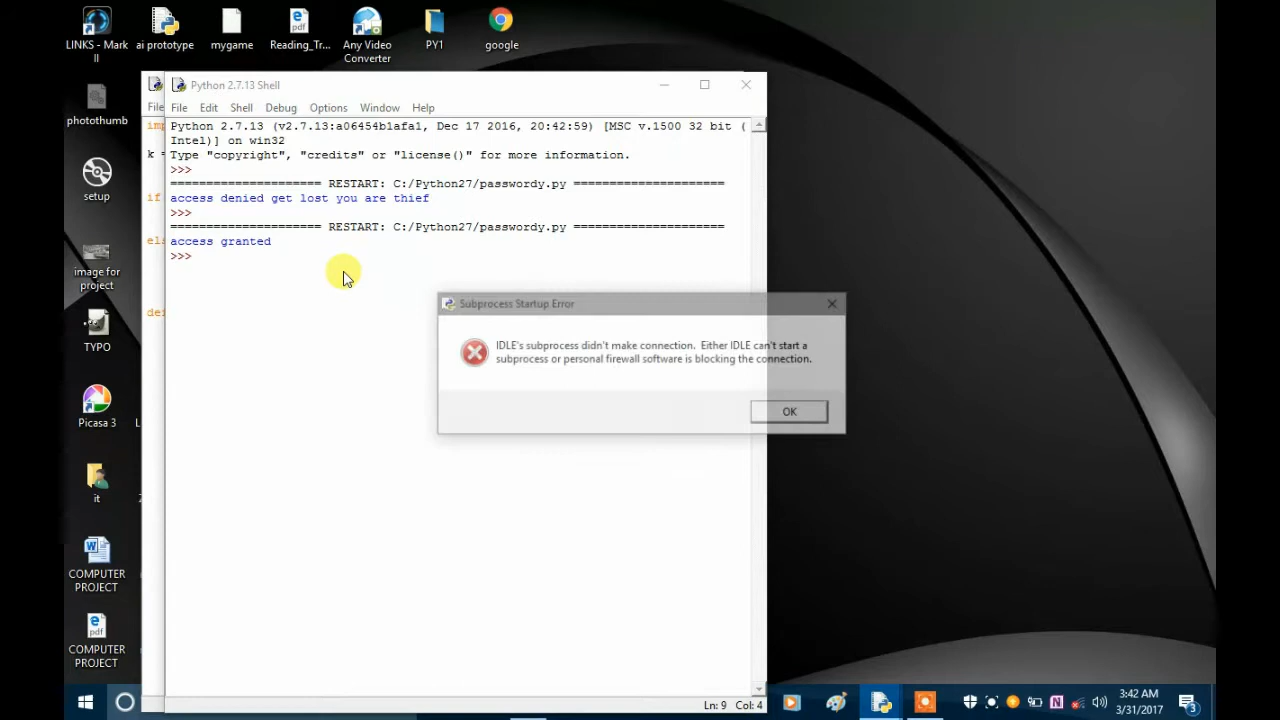 LINKS - Mark
II
ai prototype
mygame
Reading_Tr...
Any Video
Converter
PY1
google
photothumb
setup
image for
project
TYPO
Picasa 3
it
COMPUTER
PROJECT
COMPUTER
PROJECT
File
k =
if
Python 2.7.13 Shell
File Edit Shell Debug Options Window Help
Python 2.7.13 (v2.7.13:a06454b1afa1, Dec 17 2016, 20:42:59) [MSC v.1500 32 bit (
Intel)] on win32
Type "copyright", "credits" or "license()" for more information.
>>>
===================== RESTART: C:/Python27/passwordy.py =====================
access denied get lost you are thief
>>>
===================== RESTART: C:/Python27/passwordy.py =====================
access granted
>>>
Subprocess Startup Error
IDLE's subprocess didn't make connection. Either IDLE can't start a
subprocess or personal firewall software is blocking the connection.
OK
Ln: 9 Col: 4
3:42 AM
3/31/2017
3